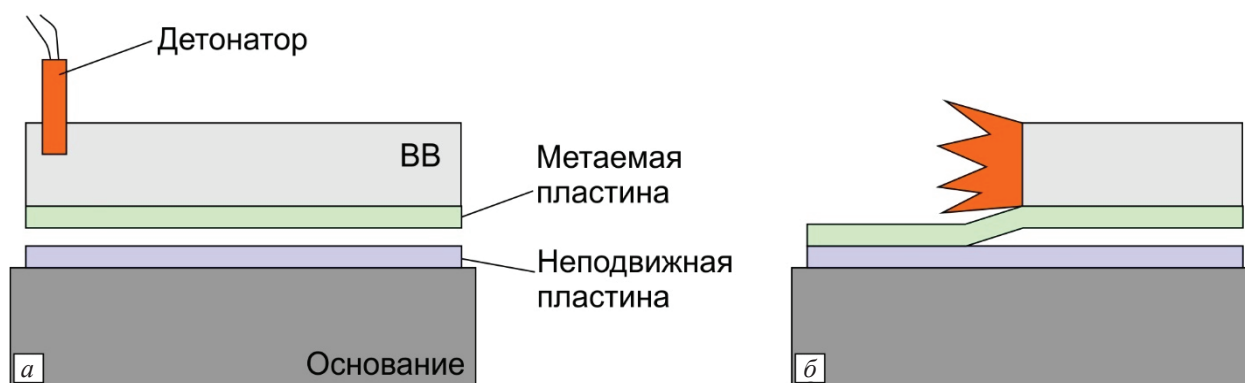 Детонатор
ВВ
Метаемая
пластина
Неподвижная
пластина
Основание
а
б